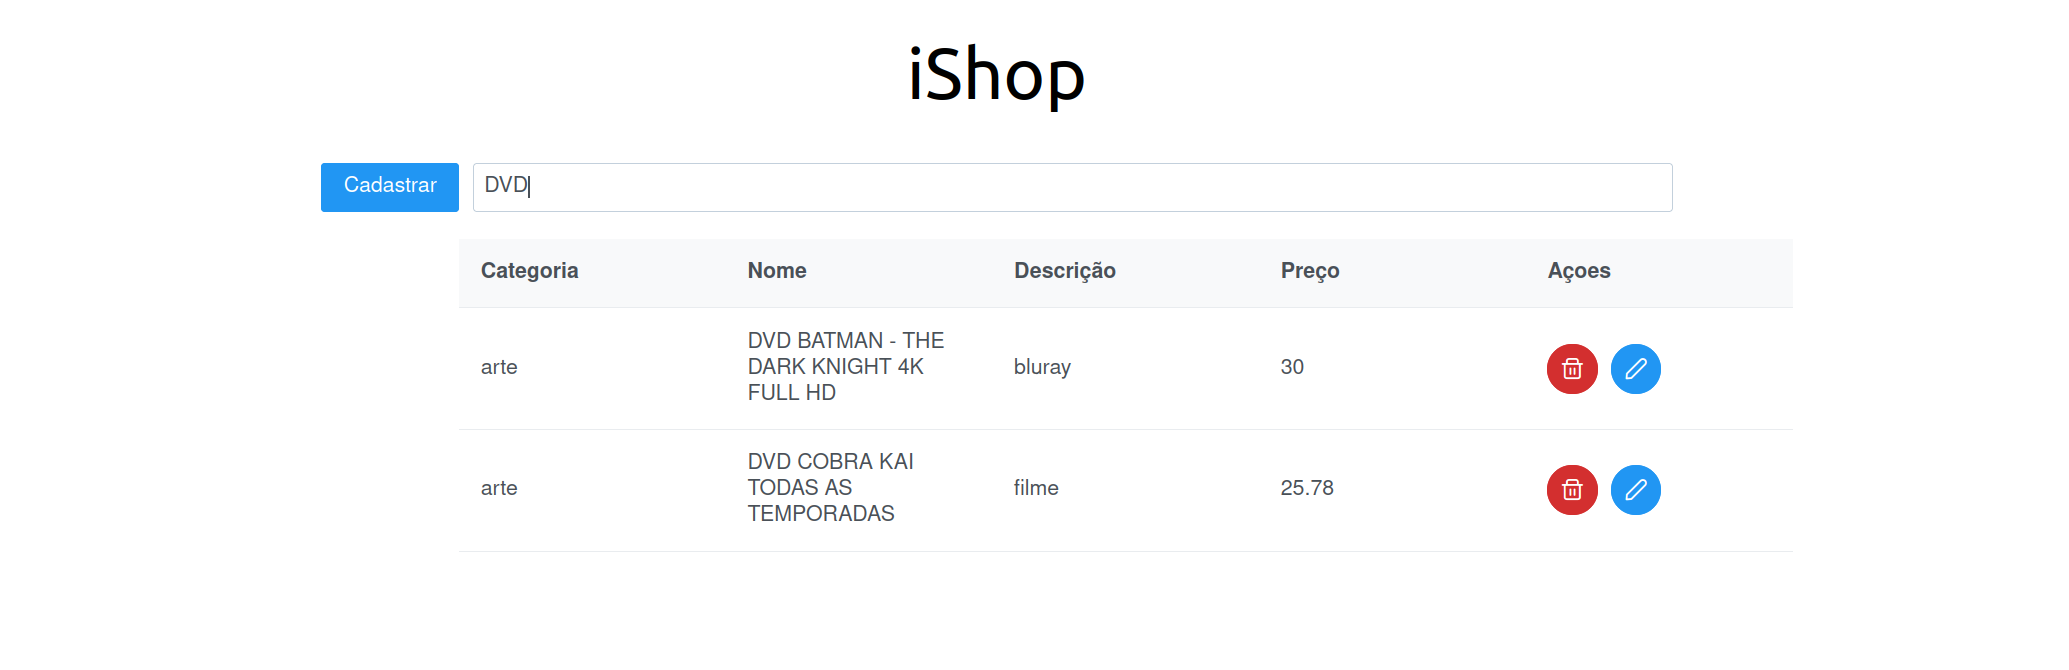 iShop
Cadastrar
DVD
Categoria Nome Descrição Preço Açoes
arte
DVD BATMAN - THE
DARK KNIGHT 4K
FULL HD
bluray
30
arte
DVD COBRA KAI
TODAS AS
TEMPORADAS
filme
25.78